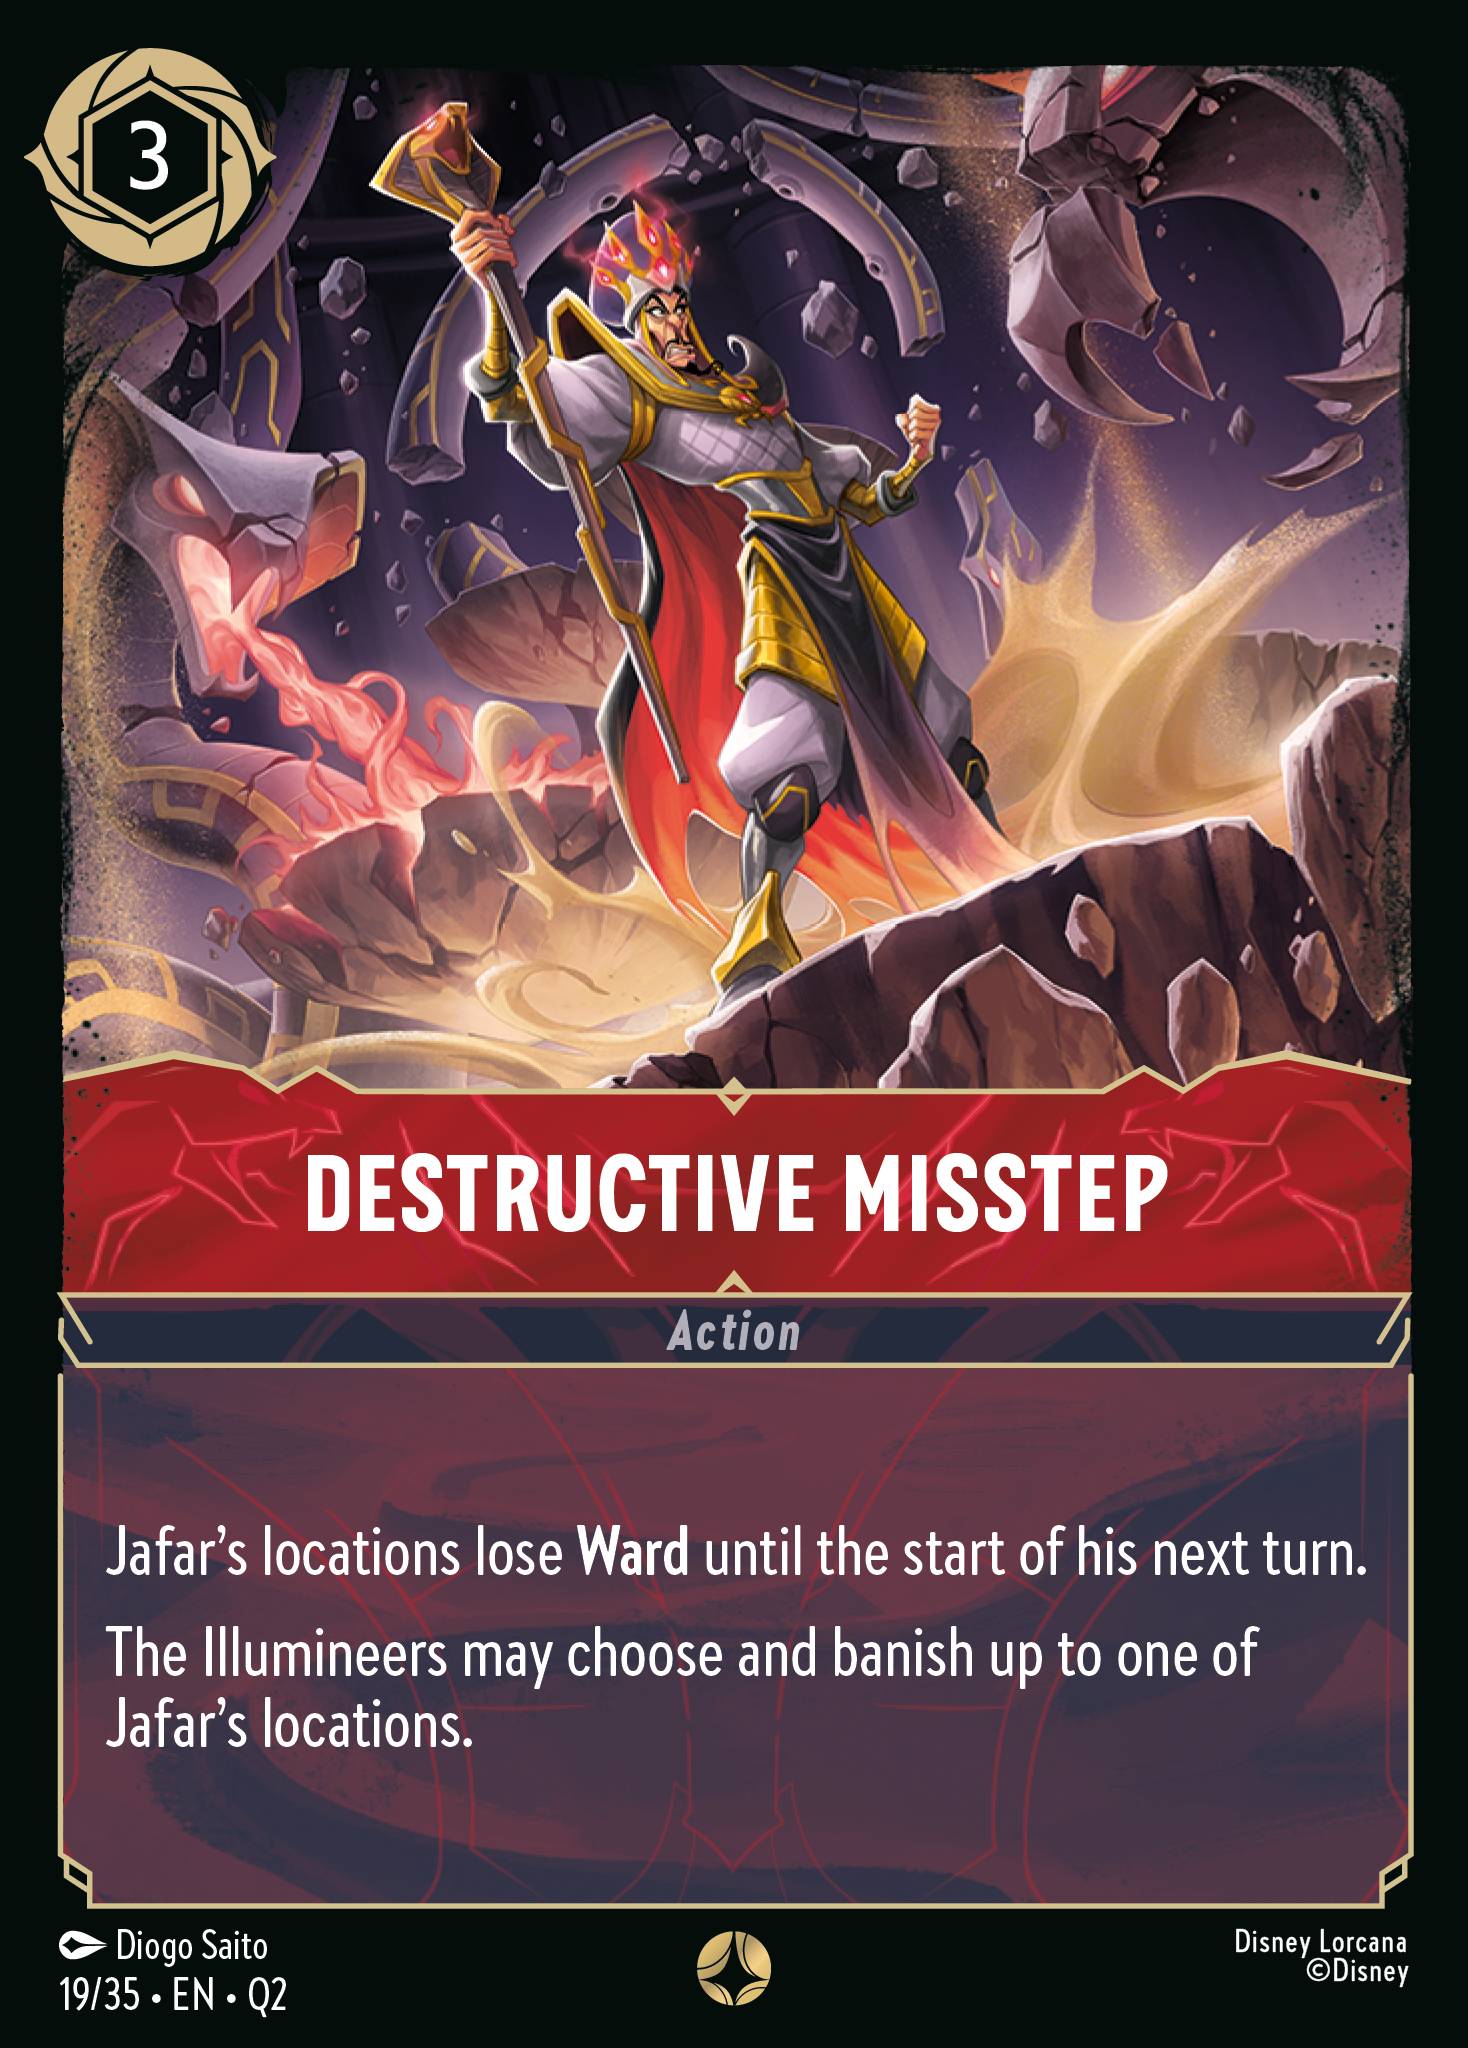 3
DESTRUCTIVE MISSTEP
Action
Jafar’s locations lose Ward until the start of his next turn.
The Illumineers may choose and banish up to one of
Jafar’s locations.
Diogo Saito
19/35 • EN • Q2
Disney Lorcana
©Disney